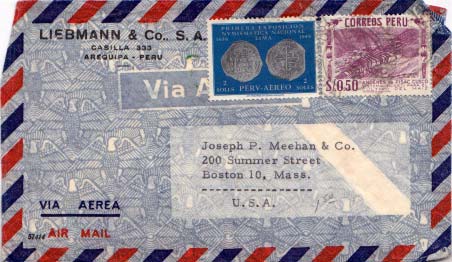 LIEBMANN & Co., S. A.
CASILLA 333
AREQUIPA - PERU
PRIMERA EXPOSICION
NUMISMATICA NACIONAL
LIMA
2
SOLES
PERV-AEREO
2
SOLES
CORREOS PERU
S/0.50
Via A
Joseph P. Meehan & Co.
200 Summer Street
Boston 10, Mass.
U. S. A.
VIA AEREA
AIR MAIL